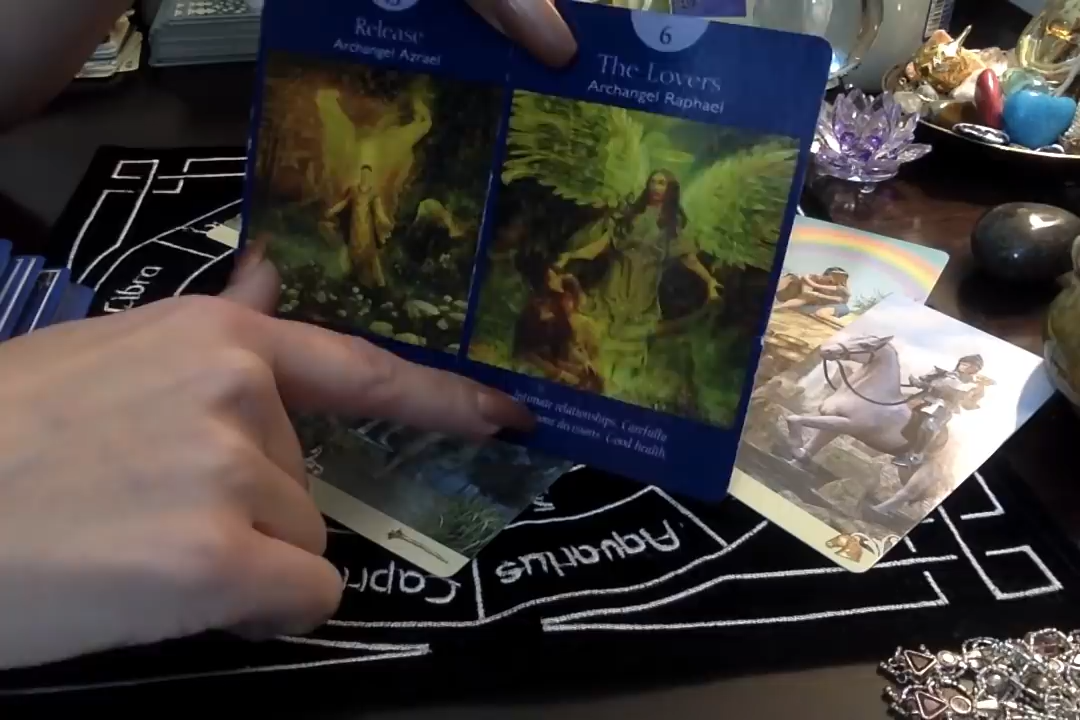 Release
Archangel Azrael
6
The Lovers
Archangel Raphael
Intimate relationships. Carefully
decisions. Good health.
Libra
Capri
Aquarius